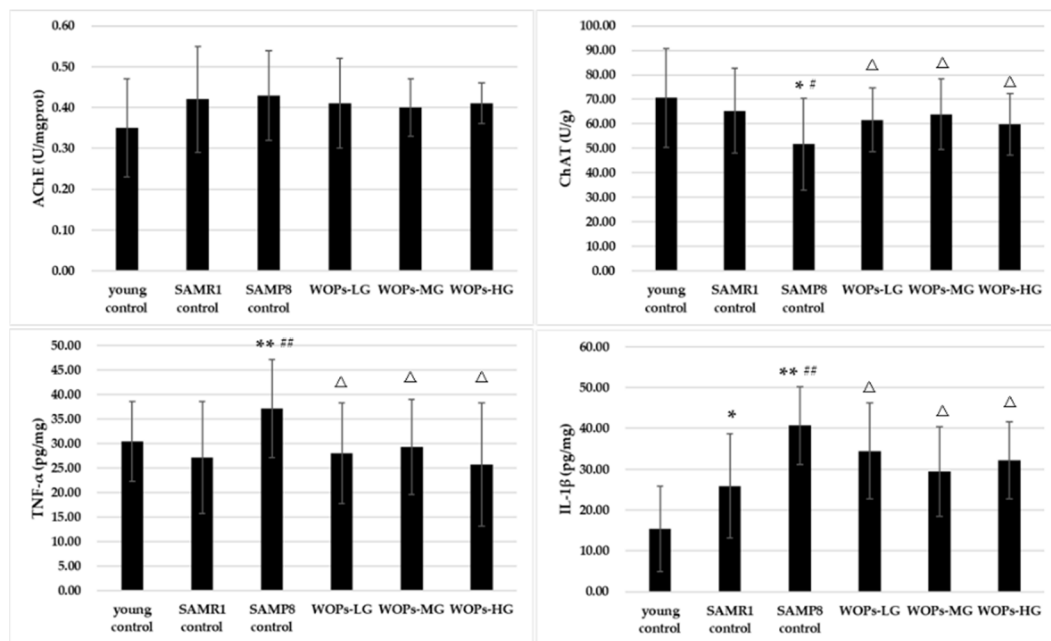 AChE (U/mgprot)
0.60
0.50
0.40
0.30
0.20
0.10
0.00
young control
SAMR1 control
SAMP8 control
WOPs-LG
WOPs-MG
WOPs-HG
ChAT (U/g)
100.00
90.00
80.00
70.00
60.00
50.00
40.00
30.00
20.00
10.00
0.00
* #
△
△
△
young control
SAMR1 control
SAMP8 control
WOPs-LG
WOPs-MG
WOPs-HG
TNF-α (pg/mg)
50.00
45.00
40.00
35.00
30.00
25.00
20.00
15.00
10.00
5.00
0.00
** ##
△
△
△
young control
SAMR1 control
SAMP8 control
WOPs-LG
WOPs-MG
WOPs-HG
IL-1β (pg/mg)
60.00
50.00
40.00
30.00
20.00
10.00
0.00
*
** ##
△
△
△
young control
SAMR1 control
SAMP8 control
WOPs-LG
WOPs-MG
WOPs-HG